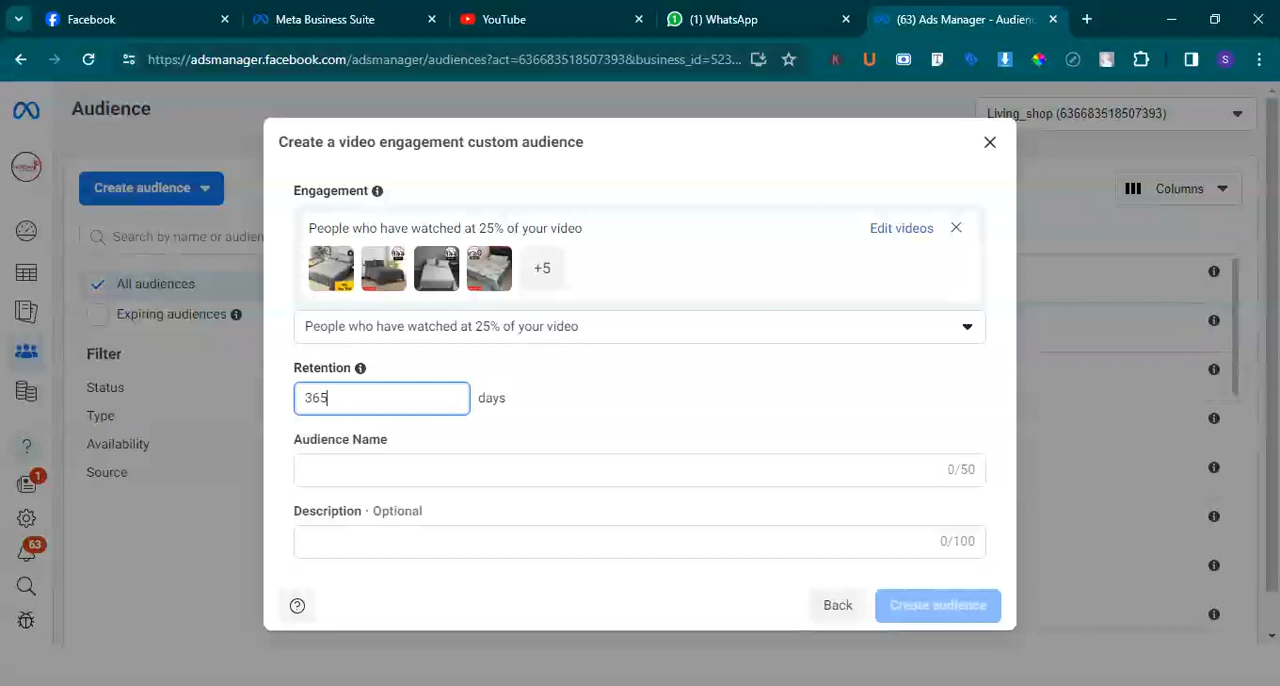 Facebook
Meta Business Suite
YouTube
(1) WhatsApp
(63) Ads Manager - Audienc
https://adsmanager.facebook.com/adsmanager/audiences?act=636683518507393&business_id=523...
Audience
Living_shop (636683518507393)
Create audience
Columns
Search by name or audien
All audiences
Expiring audiences
Filter
Status
Type
Availability
Source
1
63
Create a video engagement custom audience
Engagement
People who have watched at 25% of your video
Edit videos
+5
People who have watched at 25% of your video
Retention
365
days
Audience Name
0/50
Description · Optional
0/100
Back
Create audience